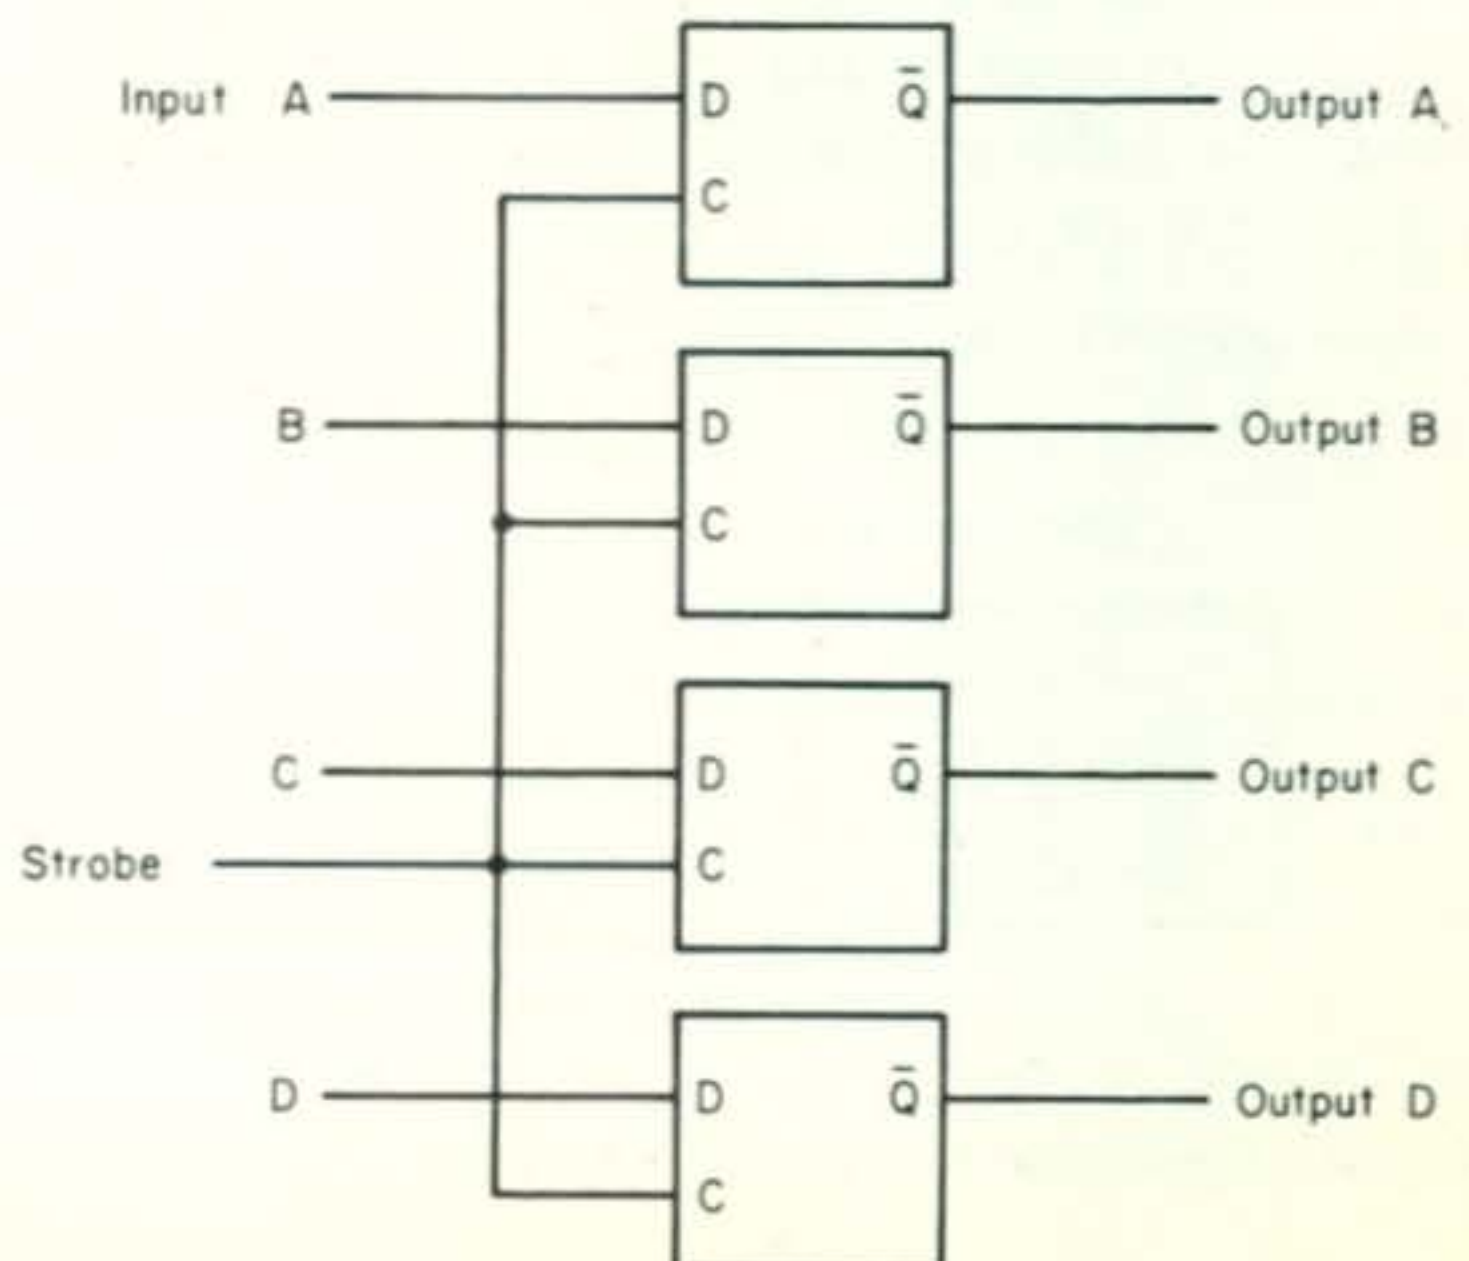 Input A D Q̄ Output A
C
B D Q̄ Output B
C
C D Q̄ Output C
Strobe C
D D Q̄ Output D
C